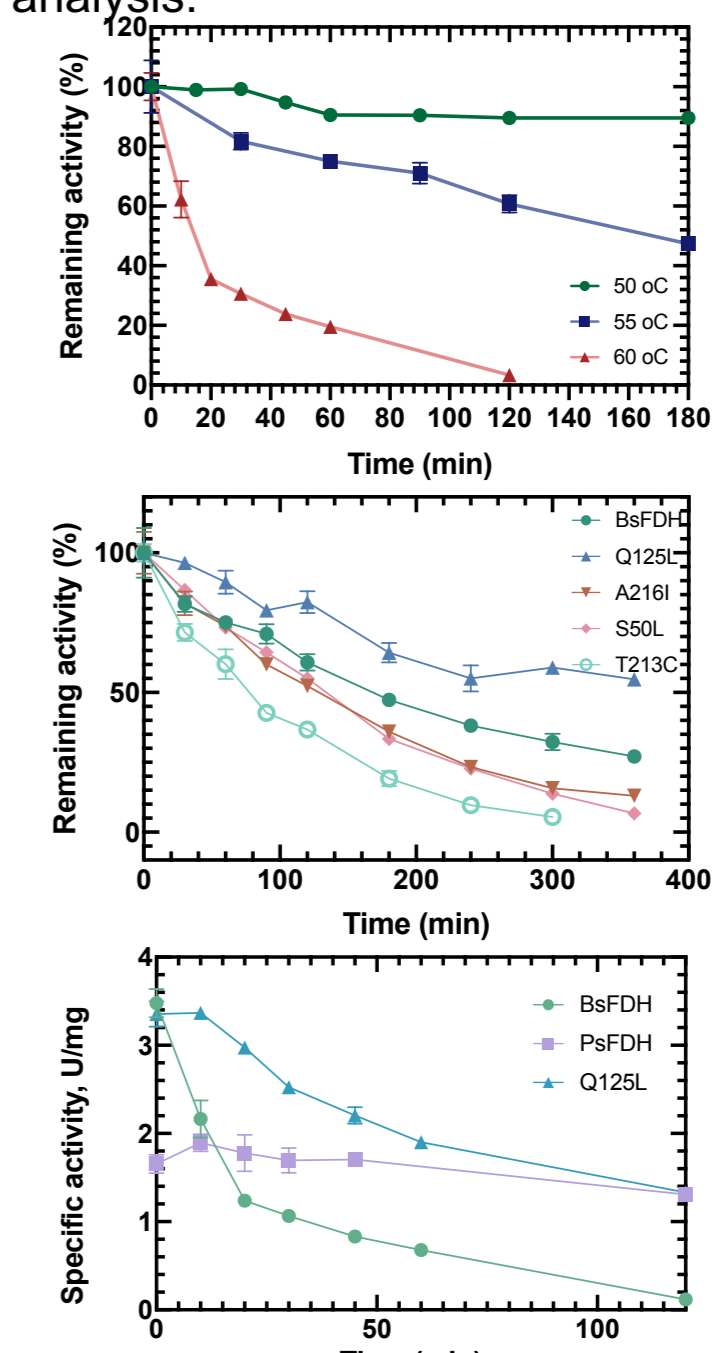 analysis.
120
100
80
60
40
20
0
Remaining activity (%)
50 oC
55 oC
60 oC
0 20 40 60 80 100 120 140 160 180
Time (min)
100
50
0
Remaining activity (%)
BsFDH
Q125L
A216I
S50L
T213C
0 100 200 300 400
Time (min)
4
3
2
1
0
Specific activity, U/mg
BsFDH
PsFDH
Q125L
0 50 100
Time (min)